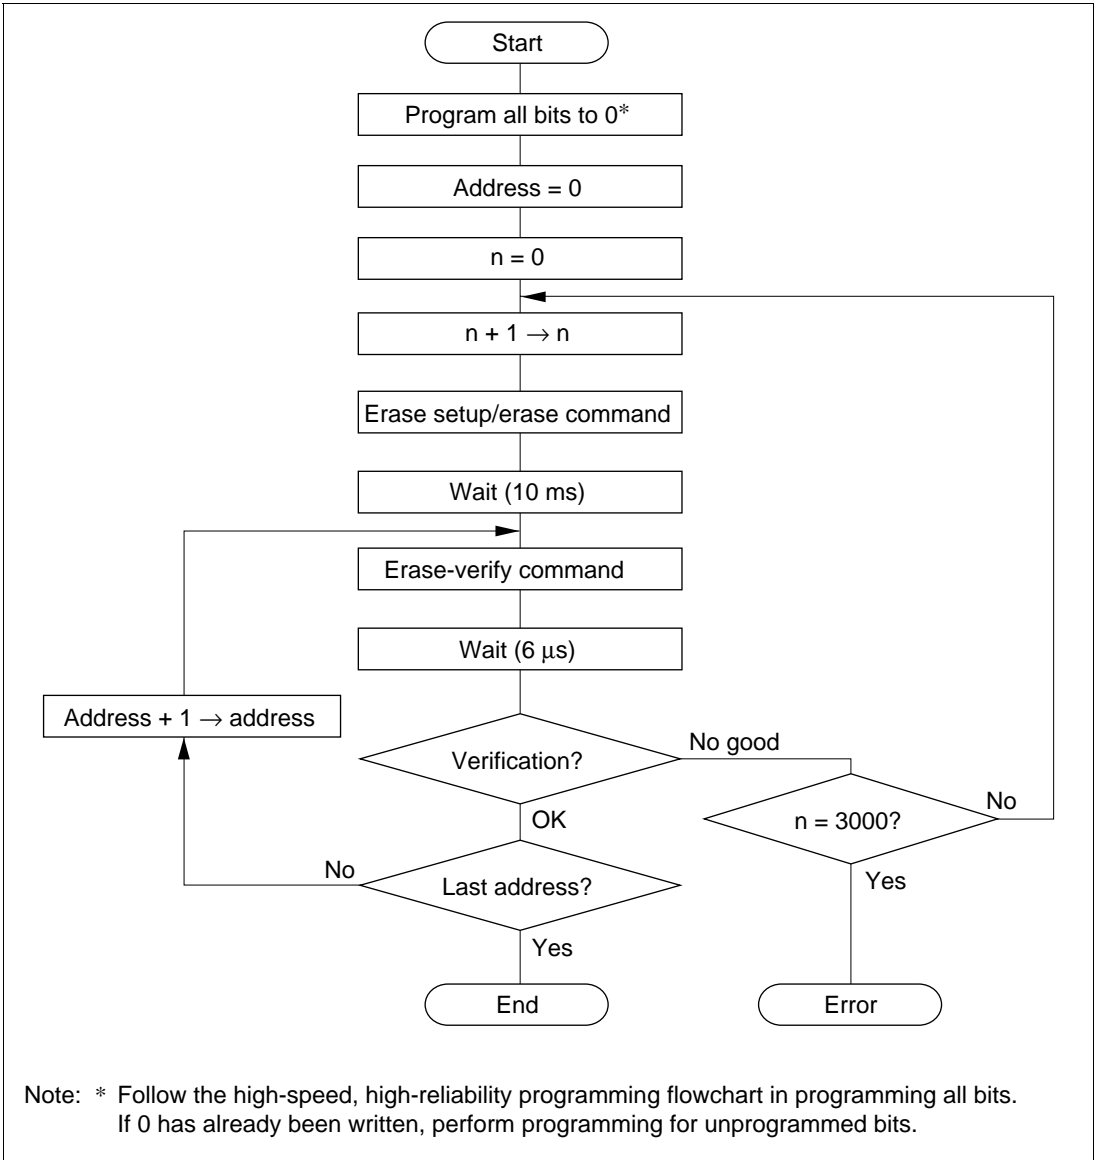 Start
Program all bits to 0*
Address = 0
n = 0
n + 1 → n
Erase setup/erase command
Wait (10 ms)
Erase-verify command
Wait (6 μs)
Address + 1 → address
Verification?
No good
n = 3000?
No
OK
Yes
Last address?
No
Yes
End
Error
Note: * Follow the high-speed, high-reliability programming flowchart in programming all bits.
If 0 has already been written, perform programming for unprogrammed bits.